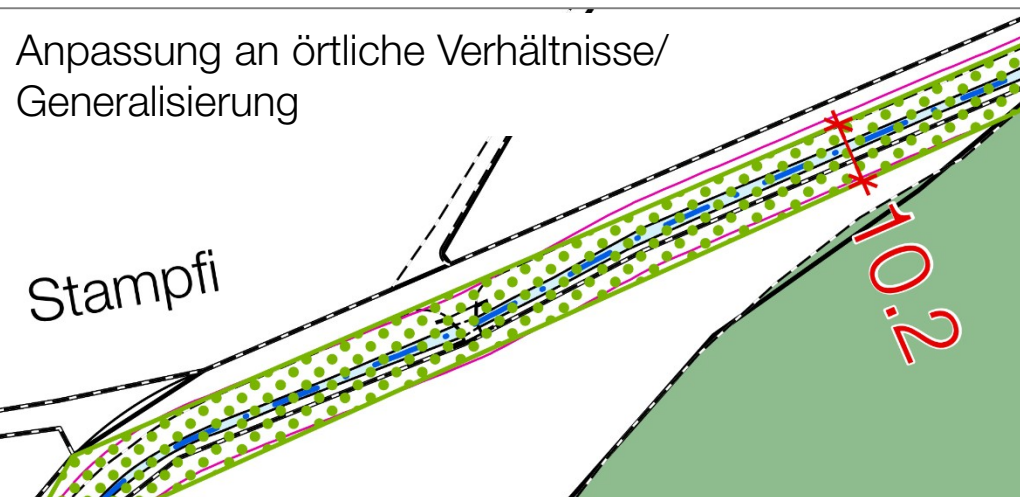 Anpassung an örtliche Verhältnisse/
Generalisierung
Stampfi
10.2